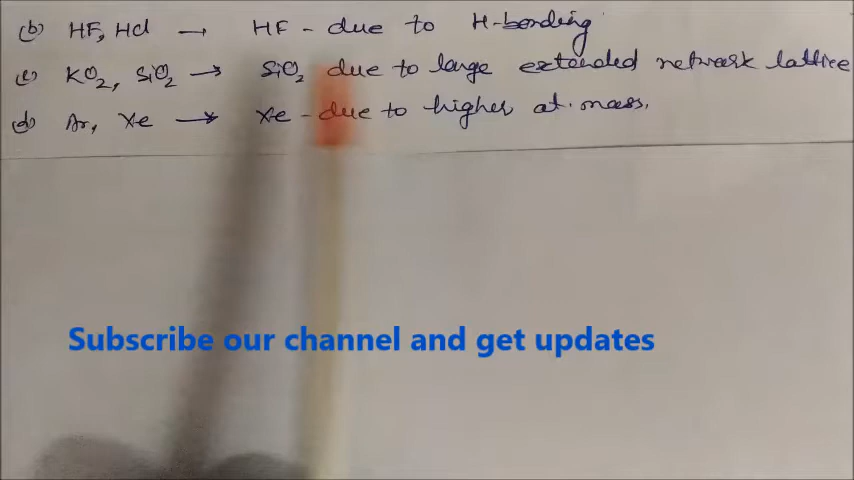 (b) HF, HCl → HF - due to H-bonding
(c) KO₂, SiO₂ → SiO₂ due to large extended network lattice
(d) Ar, Xe → Xe - due to higher at. mass.
Subscribe our channel and get updates